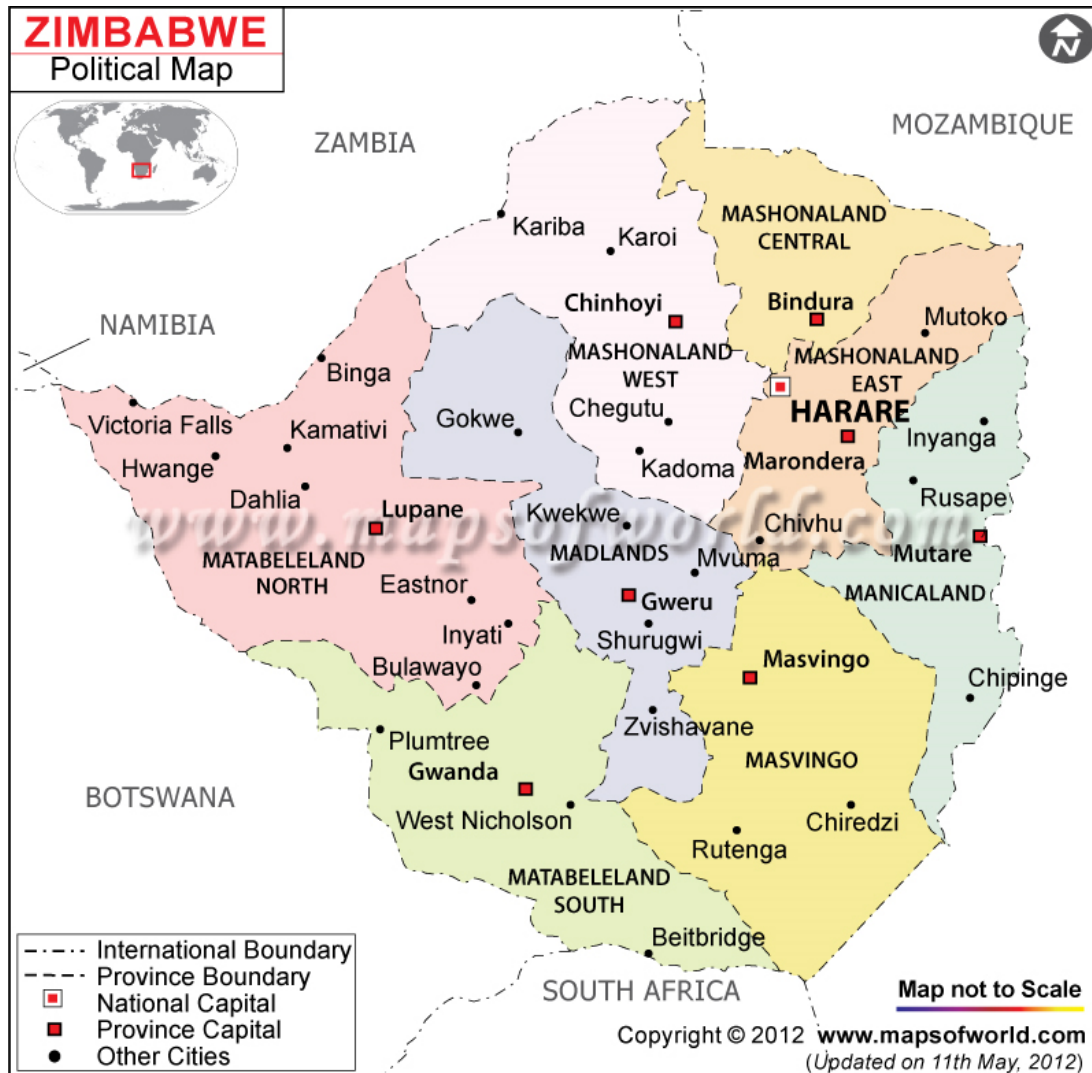 ZIMBABWE
Political Map
N
ZAMBIA
MOZAMBIQUE
NAMIBIA
BOTSWANA
SOUTH AFRICA
Kariba
Karoi
MASHONALAND
CENTRAL
Chinhoyi
Bindura
Mutoko
MASHONALAND
WEST
MASHONALAND
EAST
Binga
Victoria Falls
Kamativi
Gokwe
Chegutu
HARARE
Inyanga
Hwange
Kadoma
Marondera
Dahlia
Lupane
Rusape
Kwekwe
Chivhu
www.mapsofworld.com
MATABELELAND
NORTH
MADLANDS
Mvuma
Mutare
Eastnor
Gweru
MANICALAND
Inyati
Shurugwi
Bulawayo
Masvingo
Chipinge
Zvishavane
Plumtree
Gwanda
MASVINGO
West Nicholson
Chiredzi
Rutenga
MATABELELAND
SOUTH
Beitbridge
International Boundary
Province Boundary
National Capital
Province Capital
Other Cities
Map not to Scale
Copyright © 2012 www.mapsofworld.com
(Updated on 11th May, 2012)